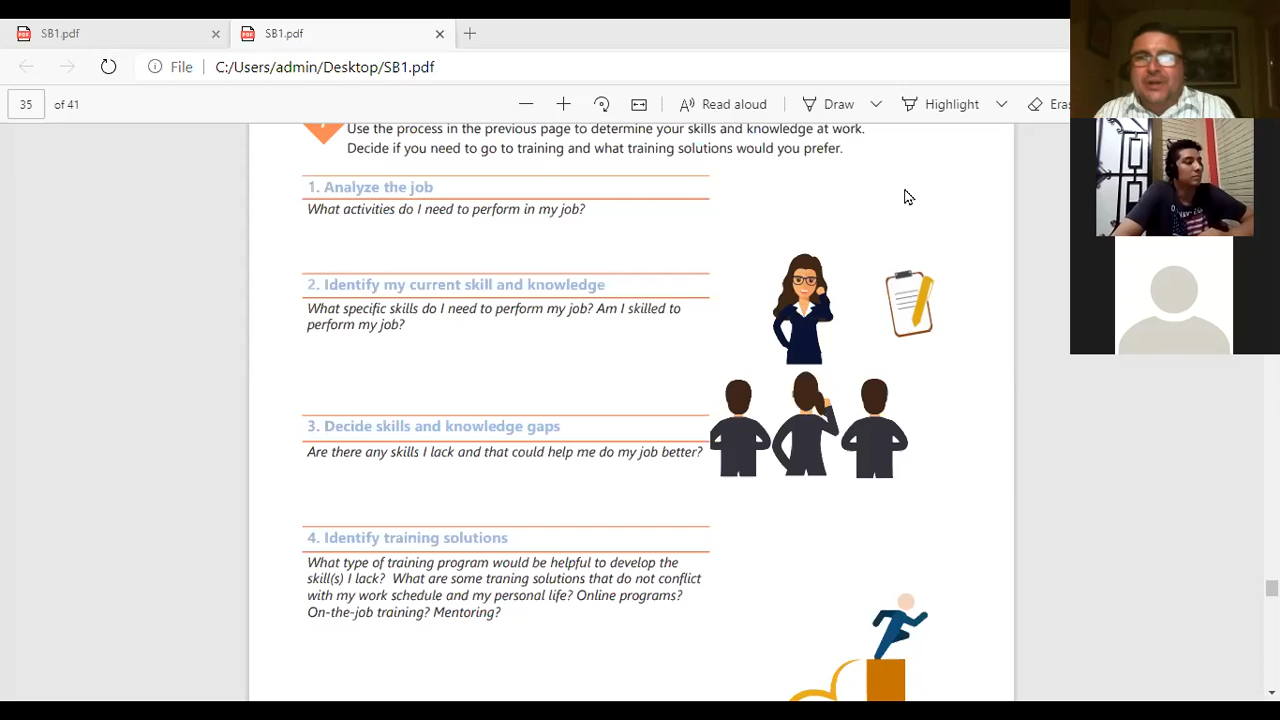 SB1.pdf
SB1.pdf
File C:/Users/admin/Desktop/SB1.pdf
35 of 41 Read aloud Draw Highlight Eras
Use the process in the previous page to determine your skills and knowledge at work.
Decide if you need to go to training and what training solutions would you prefer.
1. Analyze the job
What activities do I need to perform in my job?
2. Identify my current skill and knowledge
What specific skills do I need to perform my job? Am I skilled to
perform my job?
3. Decide skills and knowledge gaps
Are there any skills I lack and that could help me do my job better?
4. Identify training solutions
What type of training program would be helpful to develop the
skill(s) I lack? What are some traning solutions that do not conflict
with my work schedule and my personal life? Online programs?
On-the-job training? Mentoring?